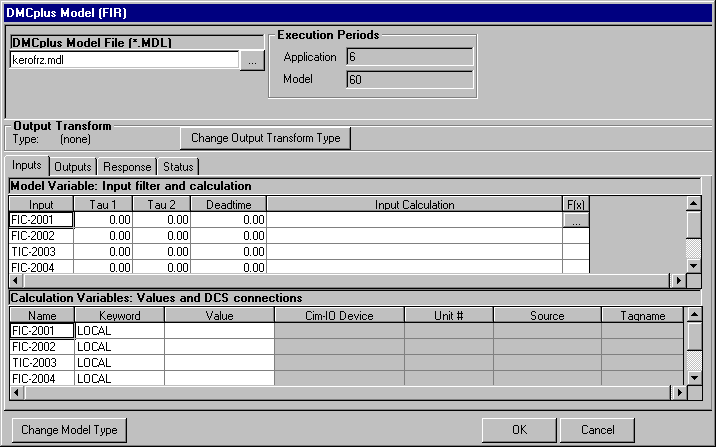 DMCplus Model (FIR)
DMCplus Model File (*.MDL)
kerofrz.mdl
...
Execution Periods
Application 6
Model 60
Output Transform
Type: (none)
Change Output Transform Type
Inputs Outputs Response Status
Model Variable: Input filter and calculation
Input Tau 1 Tau 2 Deadtime Input Calculation F(x)
FIC-2001 0.00 0.00 0.00 ...
FIC-2002 0.00 0.00 0.00
TIC-2003 0.00 0.00 0.00
FIC-2004 0.00 0.00 0.00
Calculation Variables: Values and DCS connections
Name Keyword Value Cim-IO Device Unit # Source Tagname
FIC-2001 LOCAL
FIC-2002 LOCAL
TIC-2003 LOCAL
FIC-2004 LOCAL
Change Model Type OK Cancel